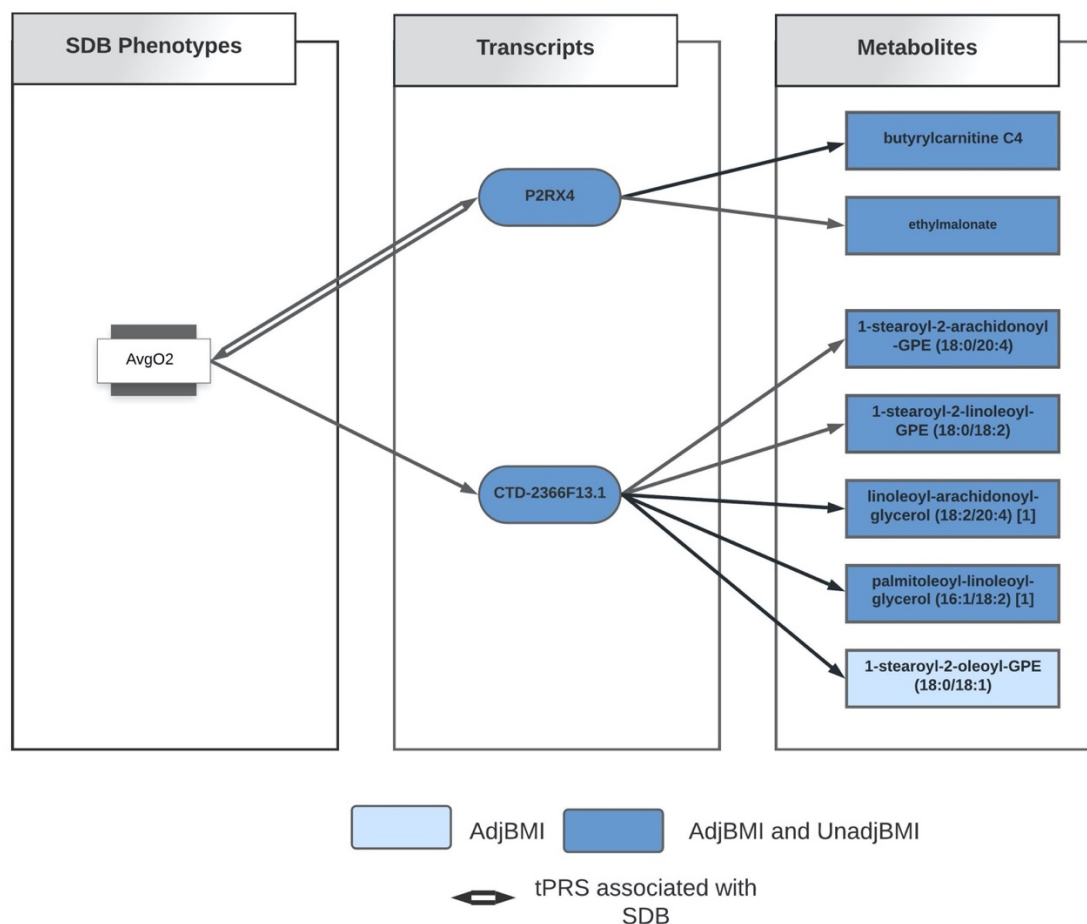 SDB Phenotypes
Transcripts
Metabolites
butyrylcarnitine C4
P2RX4
ethylmalonate
1-stearoyl-2-arachidonoyl
-GPE (18:0/20:4)
AvgO2
1-stearoyl-2-linoleoyl-
GPE (18:0/18:2)
CTD-2366F13.1
linoleoyl-arachidonoyl-
glycerol (18:2/20:4) [1]
palmitoleoyl-linoleoyl-
glycerol (16:1/18:2) [1]
1-stearoyl-2-oleoyl-GPE
(18:0/18:1)
AdjBMI
AdjBMI and UnadjBMI
tPRS associated with
SDB